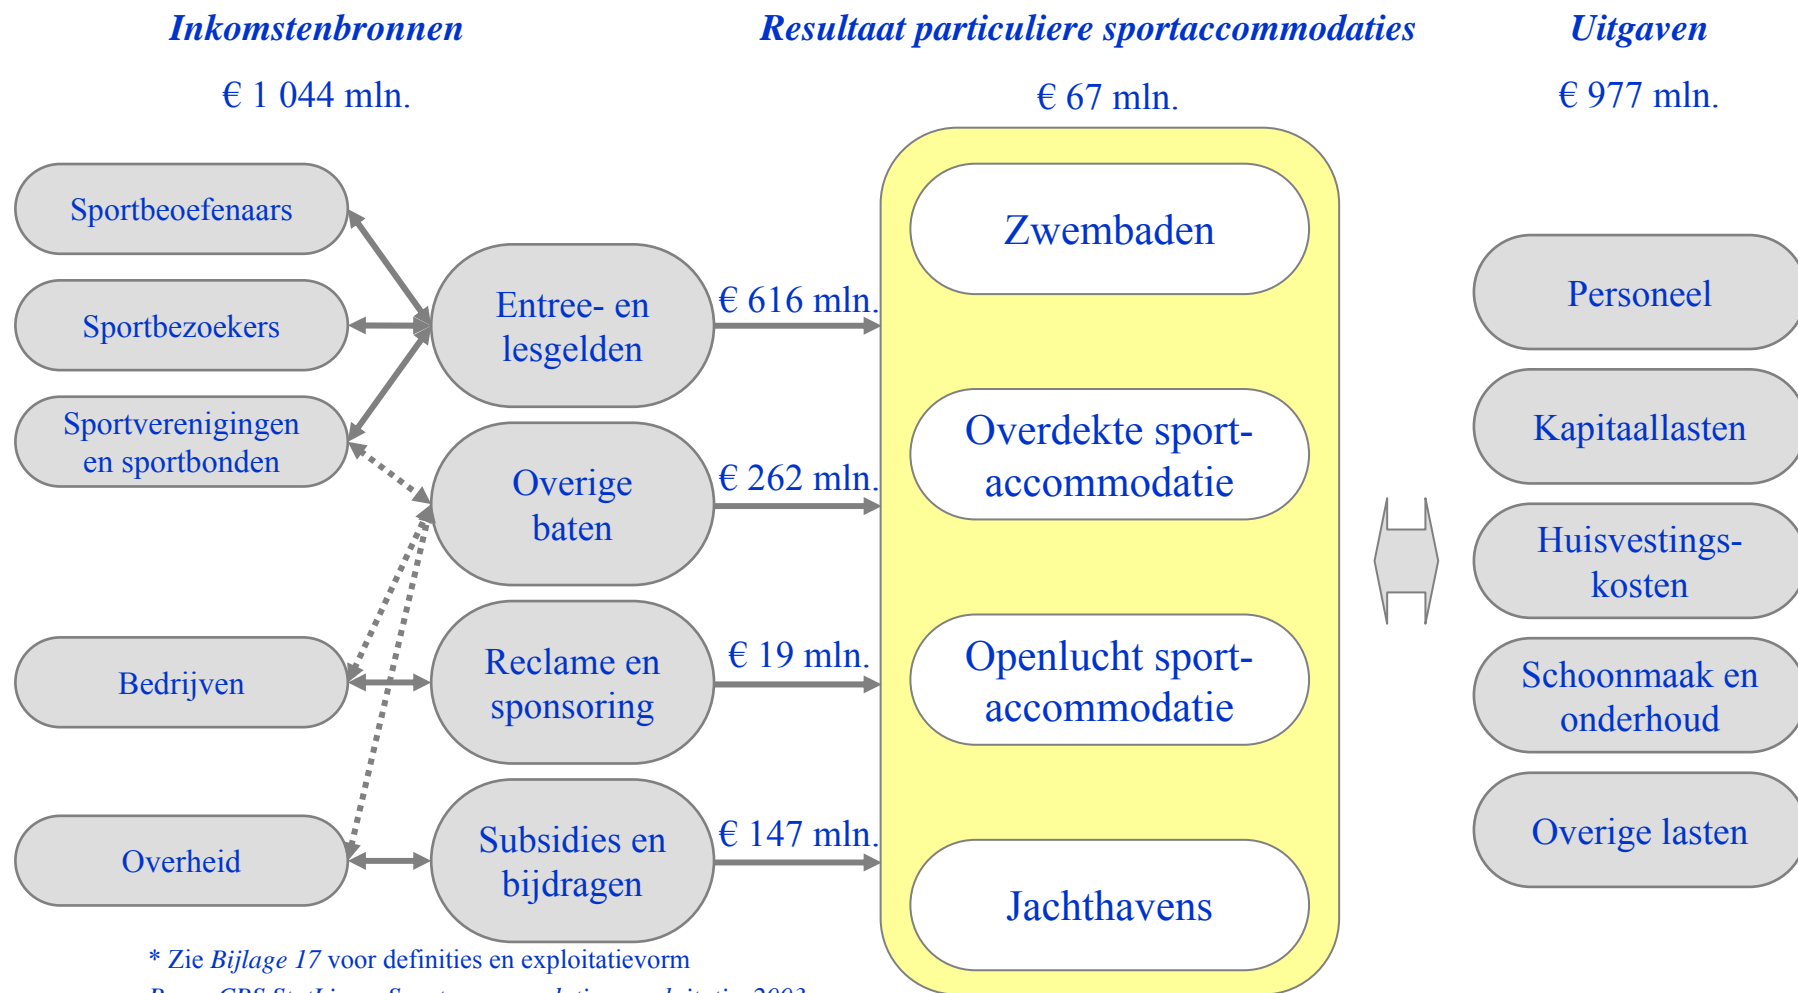 Inkomstenbronnen
Resultaat particuliere sportaccommodaties
Uitgaven
€ 1 044 mln.
€ 67 mln.
€ 977 mln.
Sportbeoefenaars
Sportbezoekers
Sportverenigingen
en sportbonden
Bedrijven
Overheid
Entree- en
lesgelden
Overige
baten
Reclame en
sponsoring
Subsidies en
bijdragen
€ 616 mln.
€ 262 mln.
€ 19 mln.
€ 147 mln.
Zwembaden
Overdekte sport-
accommodatie
Openlucht sport-
accommodatie
Jachthavens
Personeel
Kapitaallasten
Huisvestings-
kosten
Schoonmaak en
onderhoud
Overige lasten
* Zie Bijlage 17 voor definities en exploitatievorm